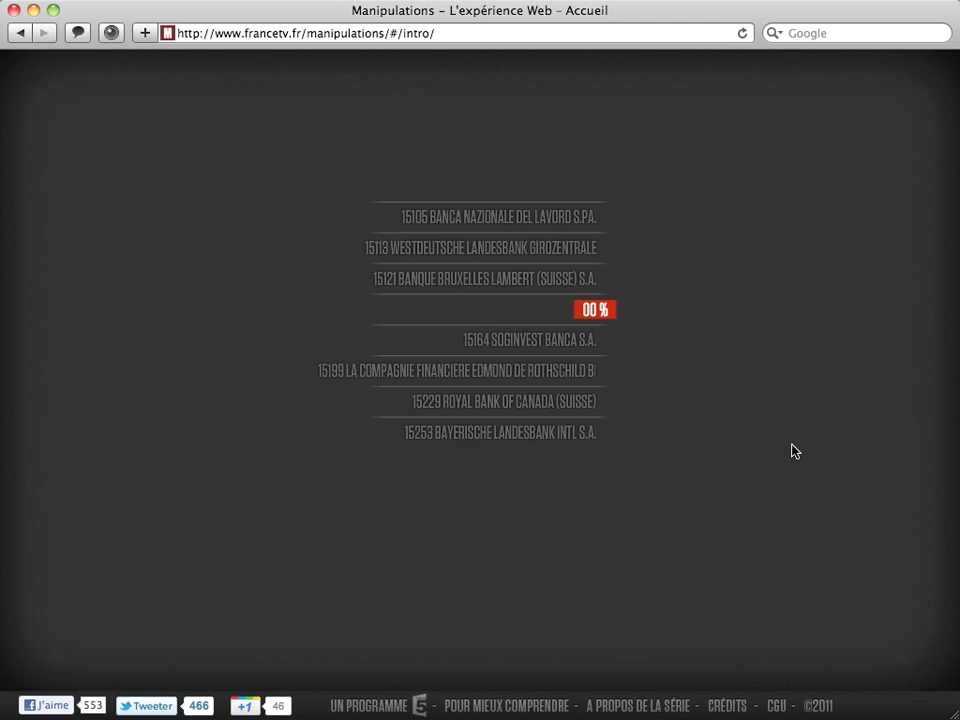 Manipulations – L'expérience Web – Accueil
http://www.francetv.fr/manipulations/#/intro/
Google
15105 BANCA NAZIONALE DEL LAVORO S.PA.
15113 WESTDEUTSCHE LANDESBANK GIROZENTRALE
15121 BANQUE BRUXELLES LAMBERT (SUISSE) S.A.
00 %
15164 SOGINVEST BANCA S.A.
15199 LA COMPAGNIE FINANCIERE EDMOND DE ROTHSCHILD B
15229 ROYAL BANK OF CANADA (SUISSE)
15253 BAYERISCHE LANDESBANK INTL S.A.
J'aime 553 Tweeter 466 +1 46 UN PROGRAMME 5 - POUR MIEUX COMPRENDRE - A PROPOS DE LA SÉRIE - CRÉDITS - CGU - ©2011